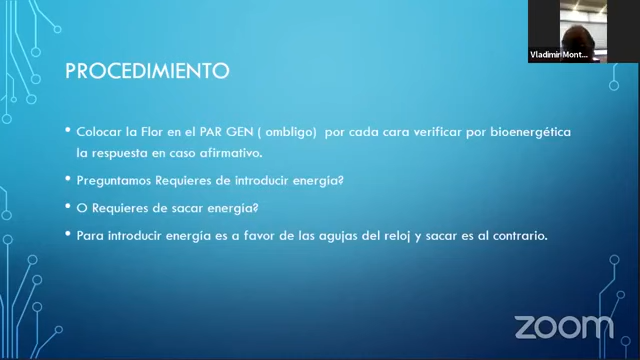 Vladimir Mont...
PROCEDIMIENTO
• Colocar la Flor en el PAR GEN ( ombligo) por cada cara verificar por bioenergética
la respuesta en caso afirmativo.
• Preguntamos Requieres de introducir energía?
• O Requieres de sacar energía?
• Para introducir energía es a favor de las agujas del reloj y sacar es al contrario.
zoom